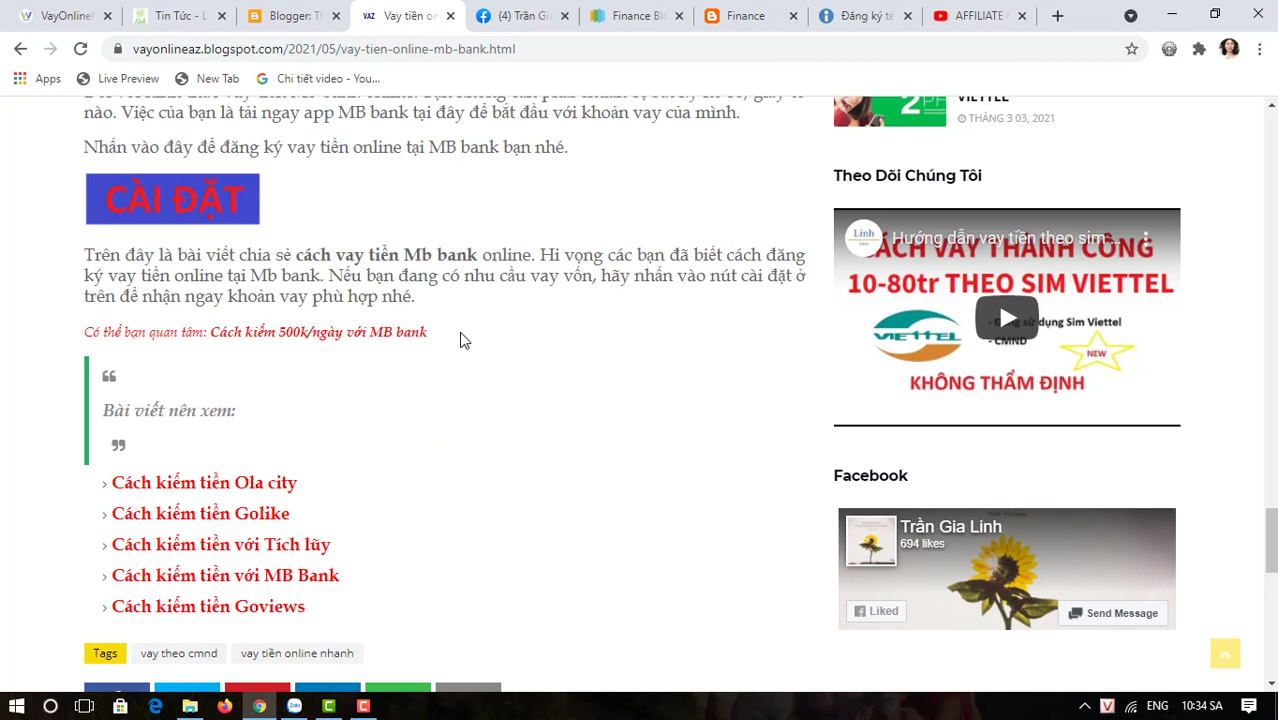 VayOnlineA
Tin Tức - L
Blogger: Th
Vay tiền on
(4) Trần Gia
Finance Blo
Finance
Đăng ký tê
AFFILIATE M
vayonlineaz.blogspot.com/2021/05/vay-tien-online-mb-bank.html
Apps
Live Preview
New Tab
Chi tiết video - You...
nào. Việc của bạn là tải ngay app MB bank tại đây để bắt đầu với khoản vay của mình.
Nhấn vào đây để đăng ký vay tiền online tại MB bank bạn nhé.
CÀI ĐẶT
Trên đây là bài viết chia sẻ cách vay tiền Mb bank online. Hi vọng các bạn đã biết cách đăng
ký vay tiền online tại Mb bank. Nếu bạn đang có nhu cầu vay vốn, hãy nhấn vào nút cài đặt ở
trên để nhận ngay khoản vay phù hợp nhé.
Có thể bạn quan tâm: Cách kiếm 500k/ngày với MB bank
Bài viết nên xem:
Cách kiếm tiền Ola city
Cách kiếm tiền Golike
Cách kiếm tiền với Tích lũy
Cách kiếm tiền với MB Bank
Cách kiếm tiền Goviews
Tags
vay theo cmnd
vay tiền online nhanh
VIETTEL
THÁNG 3 03, 2021
Theo Dõi Chúng Tôi
Linh
Hướng dẫn vay tiền theo sim ...
CÁCH VAY THÀNH CÔNG
10-80tr THEO SIM VIETTEL
VIETTEL
- CMND
NEW
KHÔNG THẨM ĐỊNH
Facebook
Trần Gia Linh
694 likes
Liked
Send Message
ENG
10:34 SA